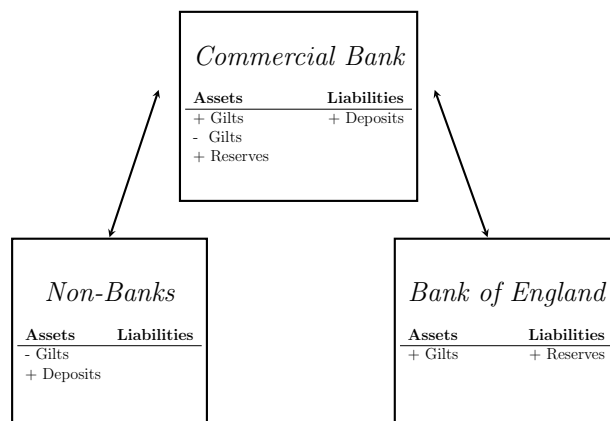 Commercial Bank
Assets Liabilities
+ Gilts + Deposits
- Gilts
+ Reserves
Non-Banks
Assets Liabilities
- Gilts
+ Deposits
Bank of England
Assets Liabilities
+ Gilts + Reserves